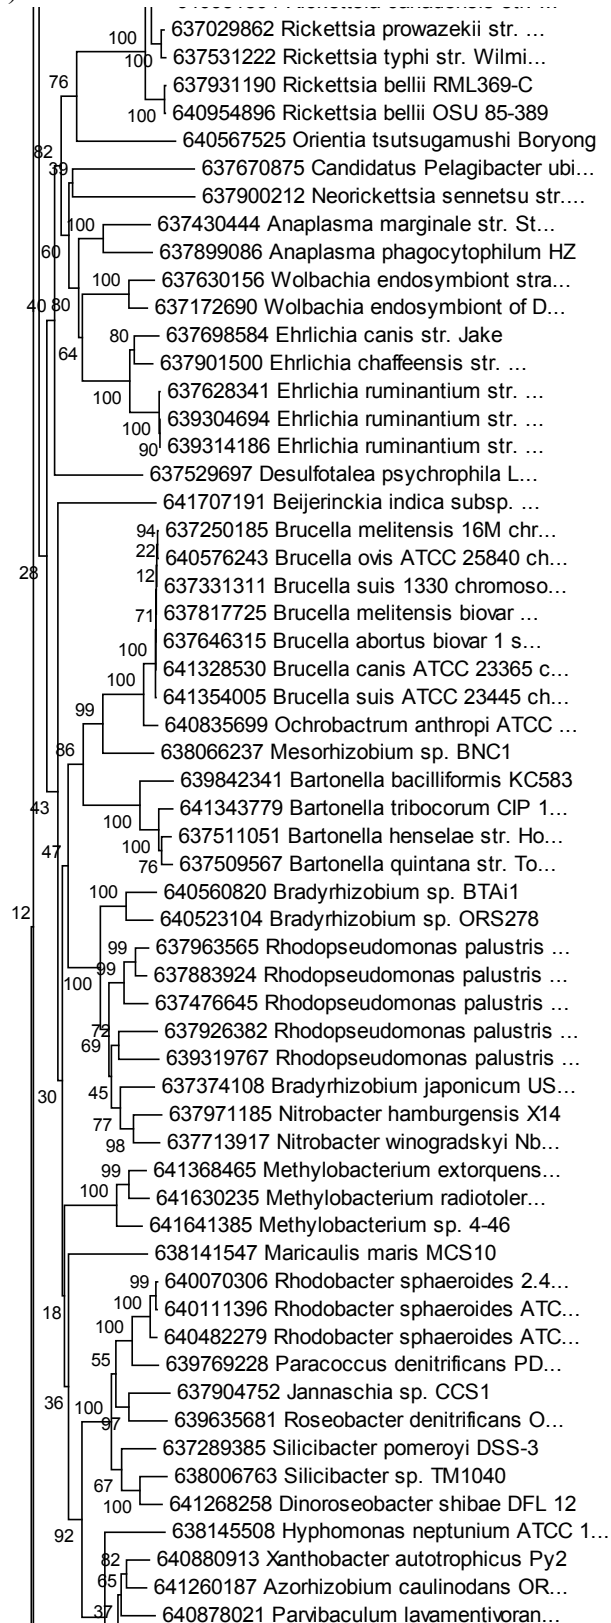 100
637029862 Rickettsia prowazekii str. ...
100
637531222 Rickettsia typhi str. Wilmi...
76
637931190 Rickettsia bellii RML369-C
100
640954896 Rickettsia bellii OSU 85-389
640567525 Orientia tsutsugamushi Boryong
82
39
637670875 Candidatus Pelagibacter ubi...
637900212 Neorickettsia sennetsu str....
100
637430444 Anaplasma marginale str. St...
60
637899086 Anaplasma phagocytophilum HZ
100
637630156 Wolbachia endosymbiont stra...
40
80
637172690 Wolbachia endosymbiont of D...
80
637698584 Ehrlichia canis str. Jake
64
637901500 Ehrlichia chaffeensis str. ...
100
637628341 Ehrlichia ruminantium str. ...
100
639304694 Ehrlichia ruminantium str. ...
90
639314186 Ehrlichia ruminantium str. ...
637529697 Desulfotalea psychrophila L...
641707191 Beijerinckia indica subsp. ...
94
637250185 Brucella melitensis 16M chr...
22
640576243 Brucella ovis ATCC 25840 ch...
28
12
637331311 Brucella suis 1330 chromoso...
71
637817725 Brucella melitensis biovar ...
100
637646315 Brucella abortus biovar 1 s...
641328530 Brucella canis ATCC 23365 c...
100
641354005 Brucella suis ATCC 23445 ch...
99
640835699 Ochrobactrum anthropi ATCC ...
86
638066237 Mesorhizobium sp. BNC1
639842341 Bartonella bacilliformis KC583
43
100
641343779 Bartonella tribocorum CIP 1...
100
637511051 Bartonella henselae str. Ho...
47
76
637509567 Bartonella quintana str. To...
100
640560820 Bradyrhizobium sp. BTAi1
12
640523104 Bradyrhizobium sp. ORS278
99
637963565 Rhodopseudomonas palustris ...
99
100
637883924 Rhodopseudomonas palustris ...
637476645 Rhodopseudomonas palustris ...
72
637926382 Rhodopseudomonas palustris ...
69
639319767 Rhodopseudomonas palustris ...
30
45
637374108 Bradyrhizobium japonicum US...
77
637971185 Nitrobacter hamburgensis X14
98
637713917 Nitrobacter winogradskyi Nb...
99
641368465 Methylobacterium extorquens...
100
641630235 Methylobacterium radiotoler...
641641385 Methylobacterium sp. 4-46
638141547 Maricaulis maris MCS10
99
640070306 Rhodobacter sphaeroides 2.4...
18
100
640111396 Rhodobacter sphaeroides ATC...
100
640482279 Rhodobacter sphaeroides ATC...
55
639769228 Paracoccus denitrificans PD...
637904752 Jannaschia sp. CCS1
36
100
97
639635681 Roseobacter denitrificans O...
637289385 Silicibacter pomeroyi DSS-3
67
638006763 Silicibacter sp. TM1040
100
641268258 Dinoroseobacter shibae DFL 12
92
638145508 Hyphomonas neptunium ATCC 1...
82
640880913 Xanthobacter autotrophicus Py2
65
641260187 Azorhizobium caulinodans OR...
37
640878021 Parvibaculum lavamentivoran...